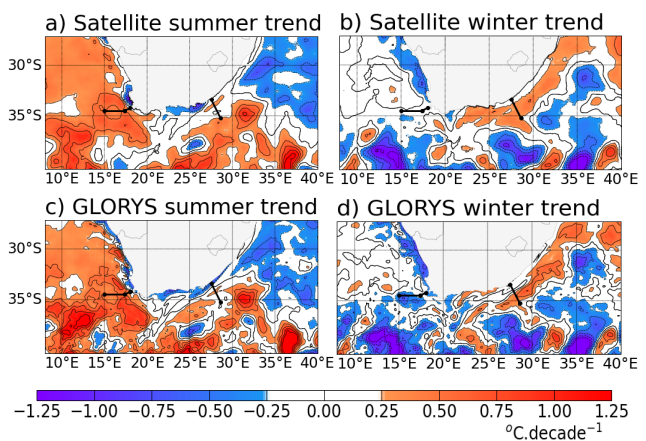 a) Satellite summer trend
b) Satellite winter trend
30°S
35°S
10°E 15°E 20°E 25°E 30°E 35°E 40°E
10°E 15°E 20°E 25°E 30°E 35°E 40°E
c) GLORYS summer trend
d) GLORYS winter trend
30°S
35°S
10°E 15°E 20°E 25°E 30°E 35°E 40°E
10°E 15°E 20°E 25°E 30°E 35°E 40°E
−1.25 −1.00 −0.75 −0.50 −0.25 0.00 0.25 0.50 0.75 1.00 1.25
°C.decade⁻¹